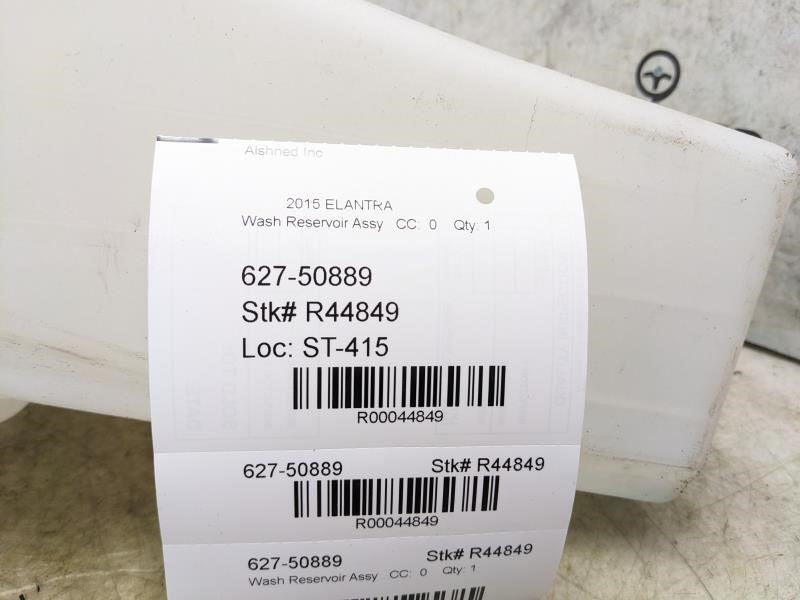 Aishned Inc
2015 ELANTRA
Wash Reservoir Assy CC: 0 Qty: 1
627-50889
Stk# R44849
Loc: ST-415
R00044849
627-50889 Stk# R44849
R00044849
627-50889 Stk# R44849
Wash Reservoir Assy CC: 0 Qty: 1